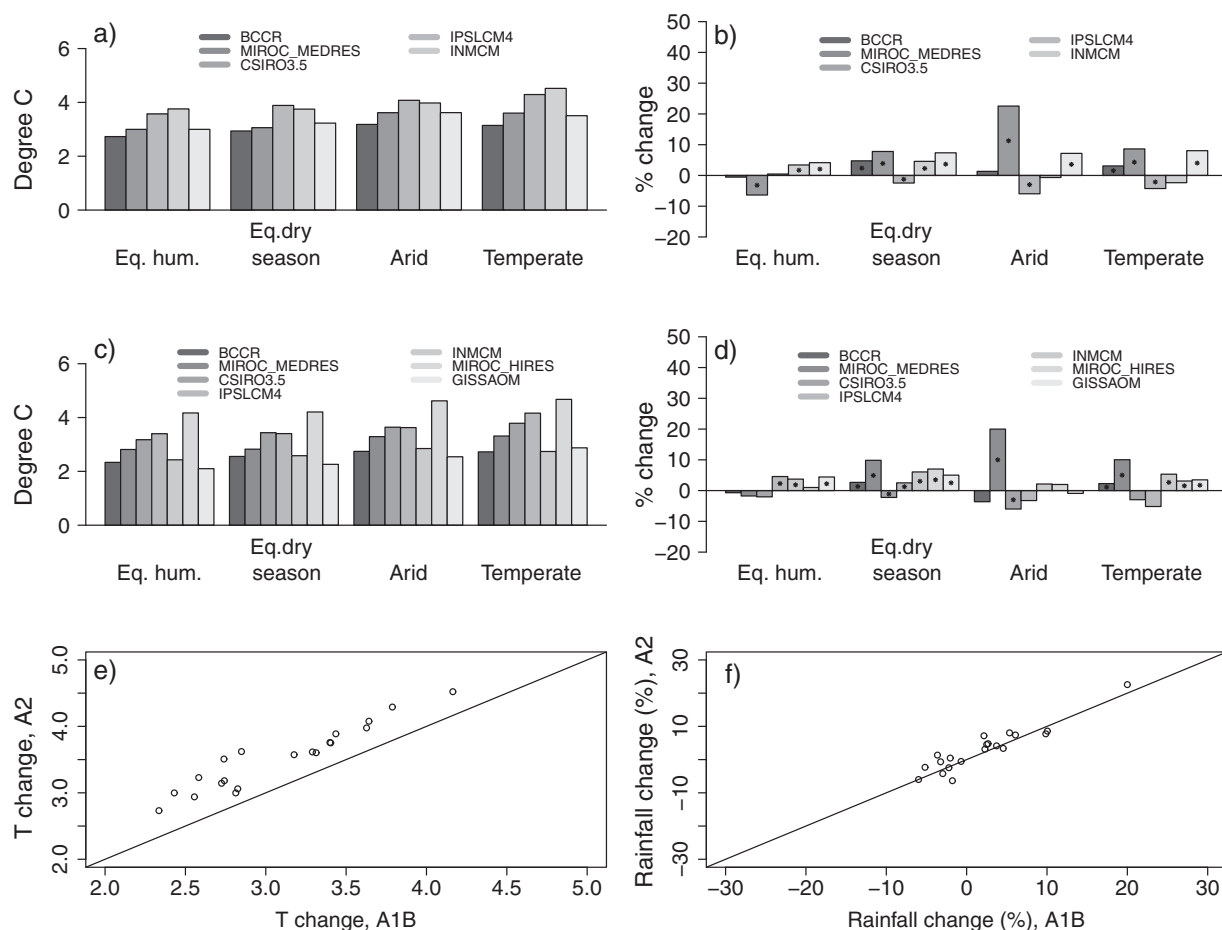 a)
BCCR
MIROC_MEDRES
CSIRO3.5
IPSLCM4
INMCM
Degree C
6
4
2
0
Eq. hum.
Eq.dry
season
Arid
Temperate
b)
BCCR
MIROC_MEDRES
CSIRO3.5
IPSLCM4
INMCM
% change
50
40
30
20
10
0
−10
−20
Eq. hum.
Eq.dry
season
Arid
Temperate
c)
BCCR
MIROC_MEDRES
CSIRO3.5
IPSLCM4
INMCM
MIROC_HIRES
GISSAOM
Degree C
6
4
2
0
Eq. hum.
Eq.dry
season
Arid
Temperate
d)
BCCR
MIROC_MEDRES
CSIRO3.5
IPSLCM4
INMCM
MIROC_HIRES
GISSAOM
% change
50
40
30
20
10
0
−10
−20
Eq. hum.
Eq.dry
season
Arid
Temperate
e)
T change, A2
5.0
4.0
3.0
2.0
2.0 2.5 3.0 3.5 4.0 4.5 5.0
T change, A1B
f)
Rainfall change (%), A2
30
10
−10
−30
−30 −20 −10 0 10 20 30
Rainfall change (%), A1B